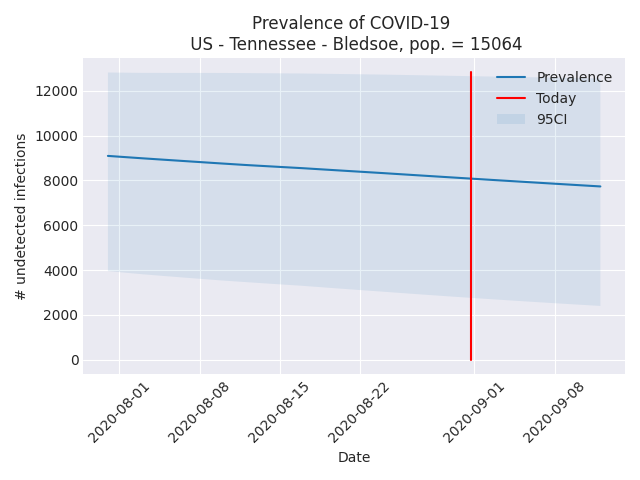 Prevalence of COVID-19
US - Tennessee - Bledsoe, pop. = 15064
Prevalence
Today
95CI
12000
10000
8000
6000
4000
2000
0
# undetected infections
2020-08-01
2020-08-08
2020-08-15
2020-08-22
2020-09-01
2020-09-08
Date